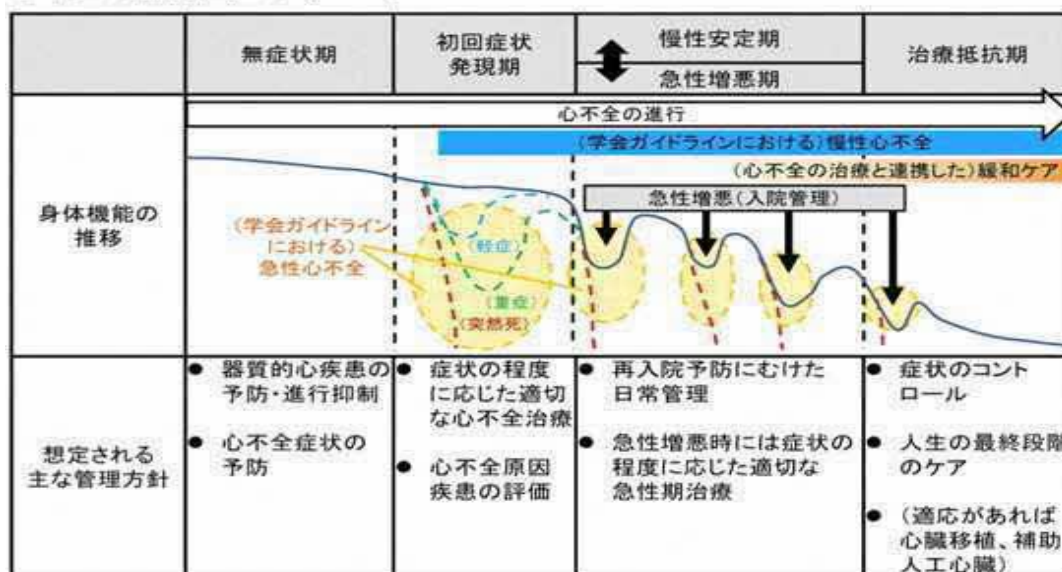 無症状期
初回症状
発現期
慢性安定期
急性増悪期
治療抵抗期
身体機能の
推移
心不全の進行
(学会ガイドラインにおける)慢性心不全
(心不全の治療と連携した)緩和ケア
急性増悪(入院管理)
(学会ガイドライン
における)
急性心不全
(軽症)
(重症)
(突然死)
想定される
主な管理方針
● 器質的心疾患の
予防・進行抑制
● 心不全症状の
予防
● 症状の程度
に応じた適切
な心不全治療
● 心不全原因
疾患の評価
● 再入院予防にむけた
日常管理
● 急性増悪時には症状の
程度に応じた適切な
急性期治療
● 症状のコント
ロール
● 人生の最終段階
のケア
● (適応があれば
心臓移植、補助
人工心臓)